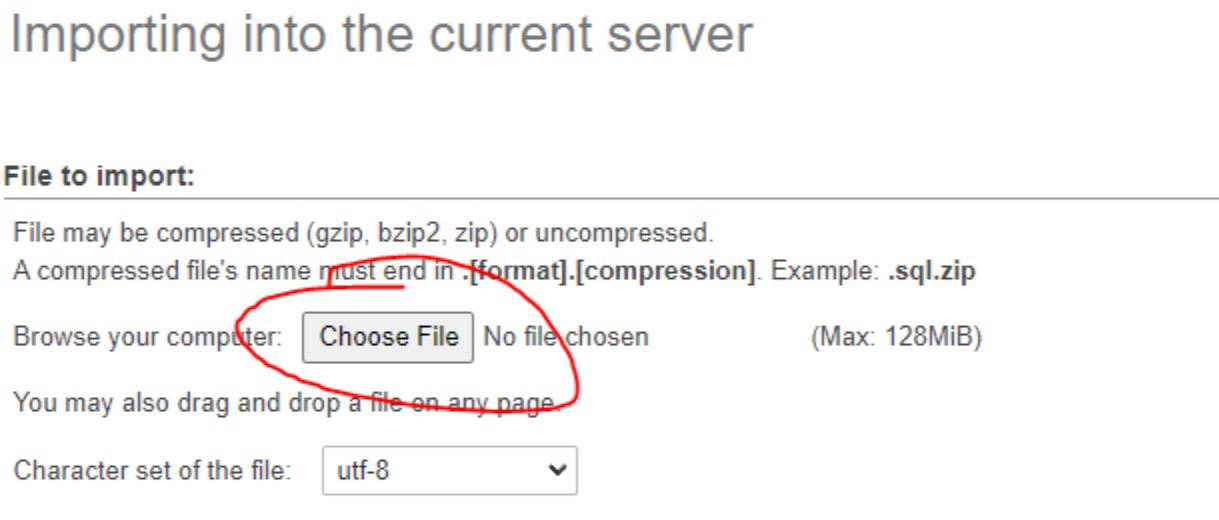 Importing into the current server
File to import:
File may be compressed (gzip, bzip2, zip) or uncompressed.
A compressed file's name must end in .[format].[compression]. Example: .sql.zip
Browse your computer: Choose File No file chosen (Max: 128MiB)
You may also drag and drop a file on any page.
Character set of the file: utf-8